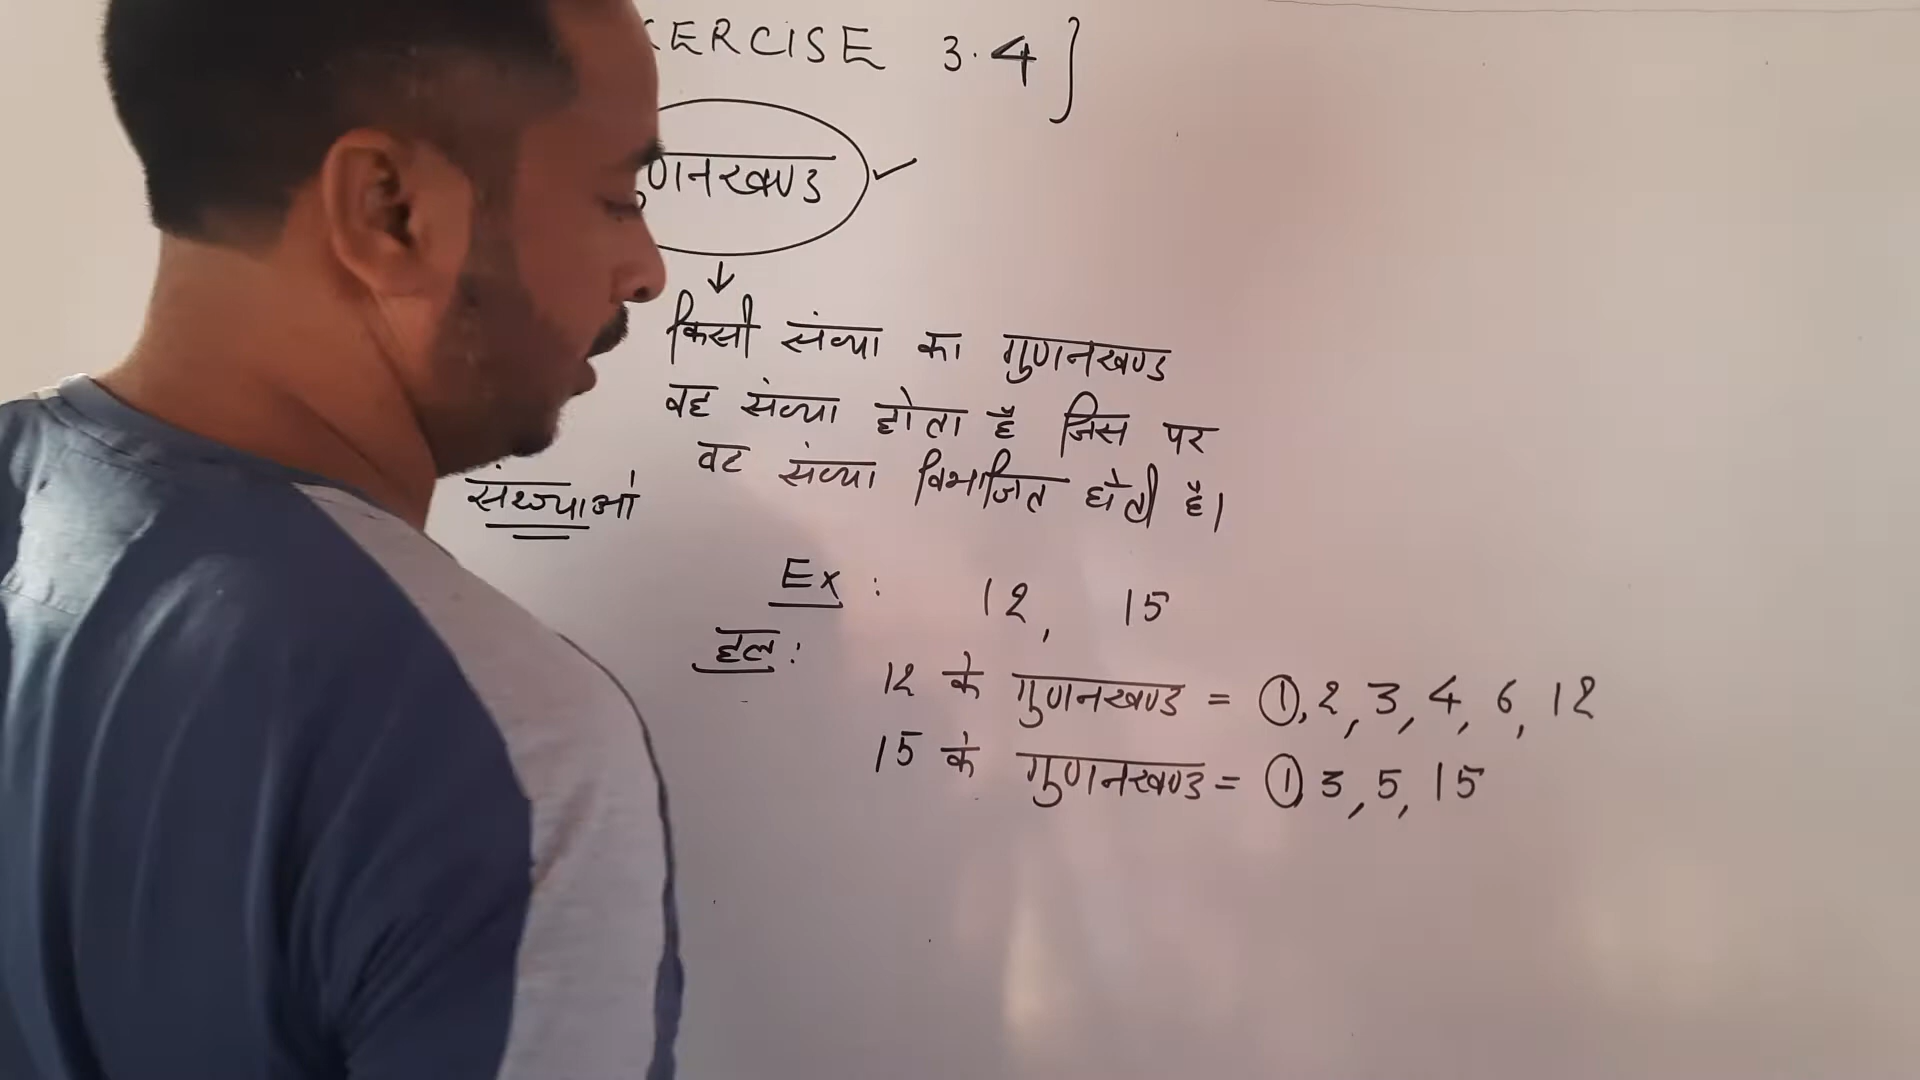 EXERCISE 3.4]
गुणनखण्ड ✓
↓
किसी संख्या का गुणनखण्ड
वह संख्या होता है जिस पर
वह संख्या विभाजित होती है।
संख्याओं
Ex : 12, 15
हल :
12 के गुणनखण्ड = ①, 2, 3, 4, 6, 12
15 के गुणनखण्ड = ① 3, 5, 15